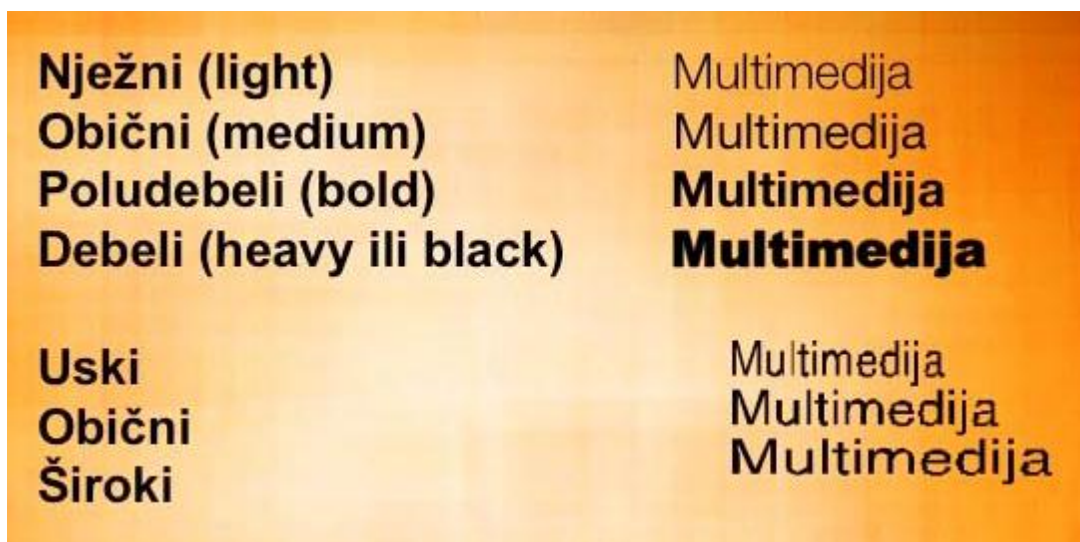 Nježni (light) Multimedija
Obični (medium) Multimedija
Poludebeli (bold) Multimedija
Debeli (heavy ili black) Multimedija
Uski Multimedija
Obični Multimedija
Široki Multimedija